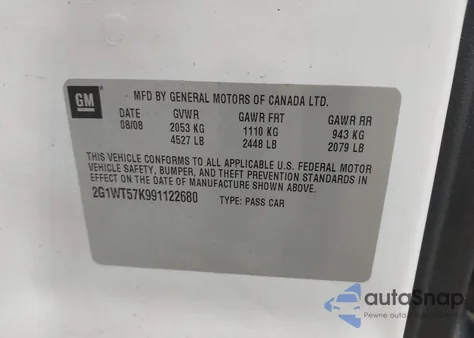 GM
MFD BY GENERAL MOTORS OF CANADA LTD.
DATE GVWR GAWR FRT GAWR RR
08/08 2053 KG 1110 KG 943 KG
4527 LB 2448 LB 2079 LB
THIS VEHICLE CONFORMS TO ALL APPLICABLE U.S. FEDERAL MOTOR
VEHICLE SAFETY, BUMPER, AND THEFT PREVENTION STANDARDS IN
EFFECT ON THE DATE OF MANUFACTURE SHOWN ABOVE.
2G1WT57K991122680 TYPE: PASS CAR
autoSnap
Pewne auto z USA